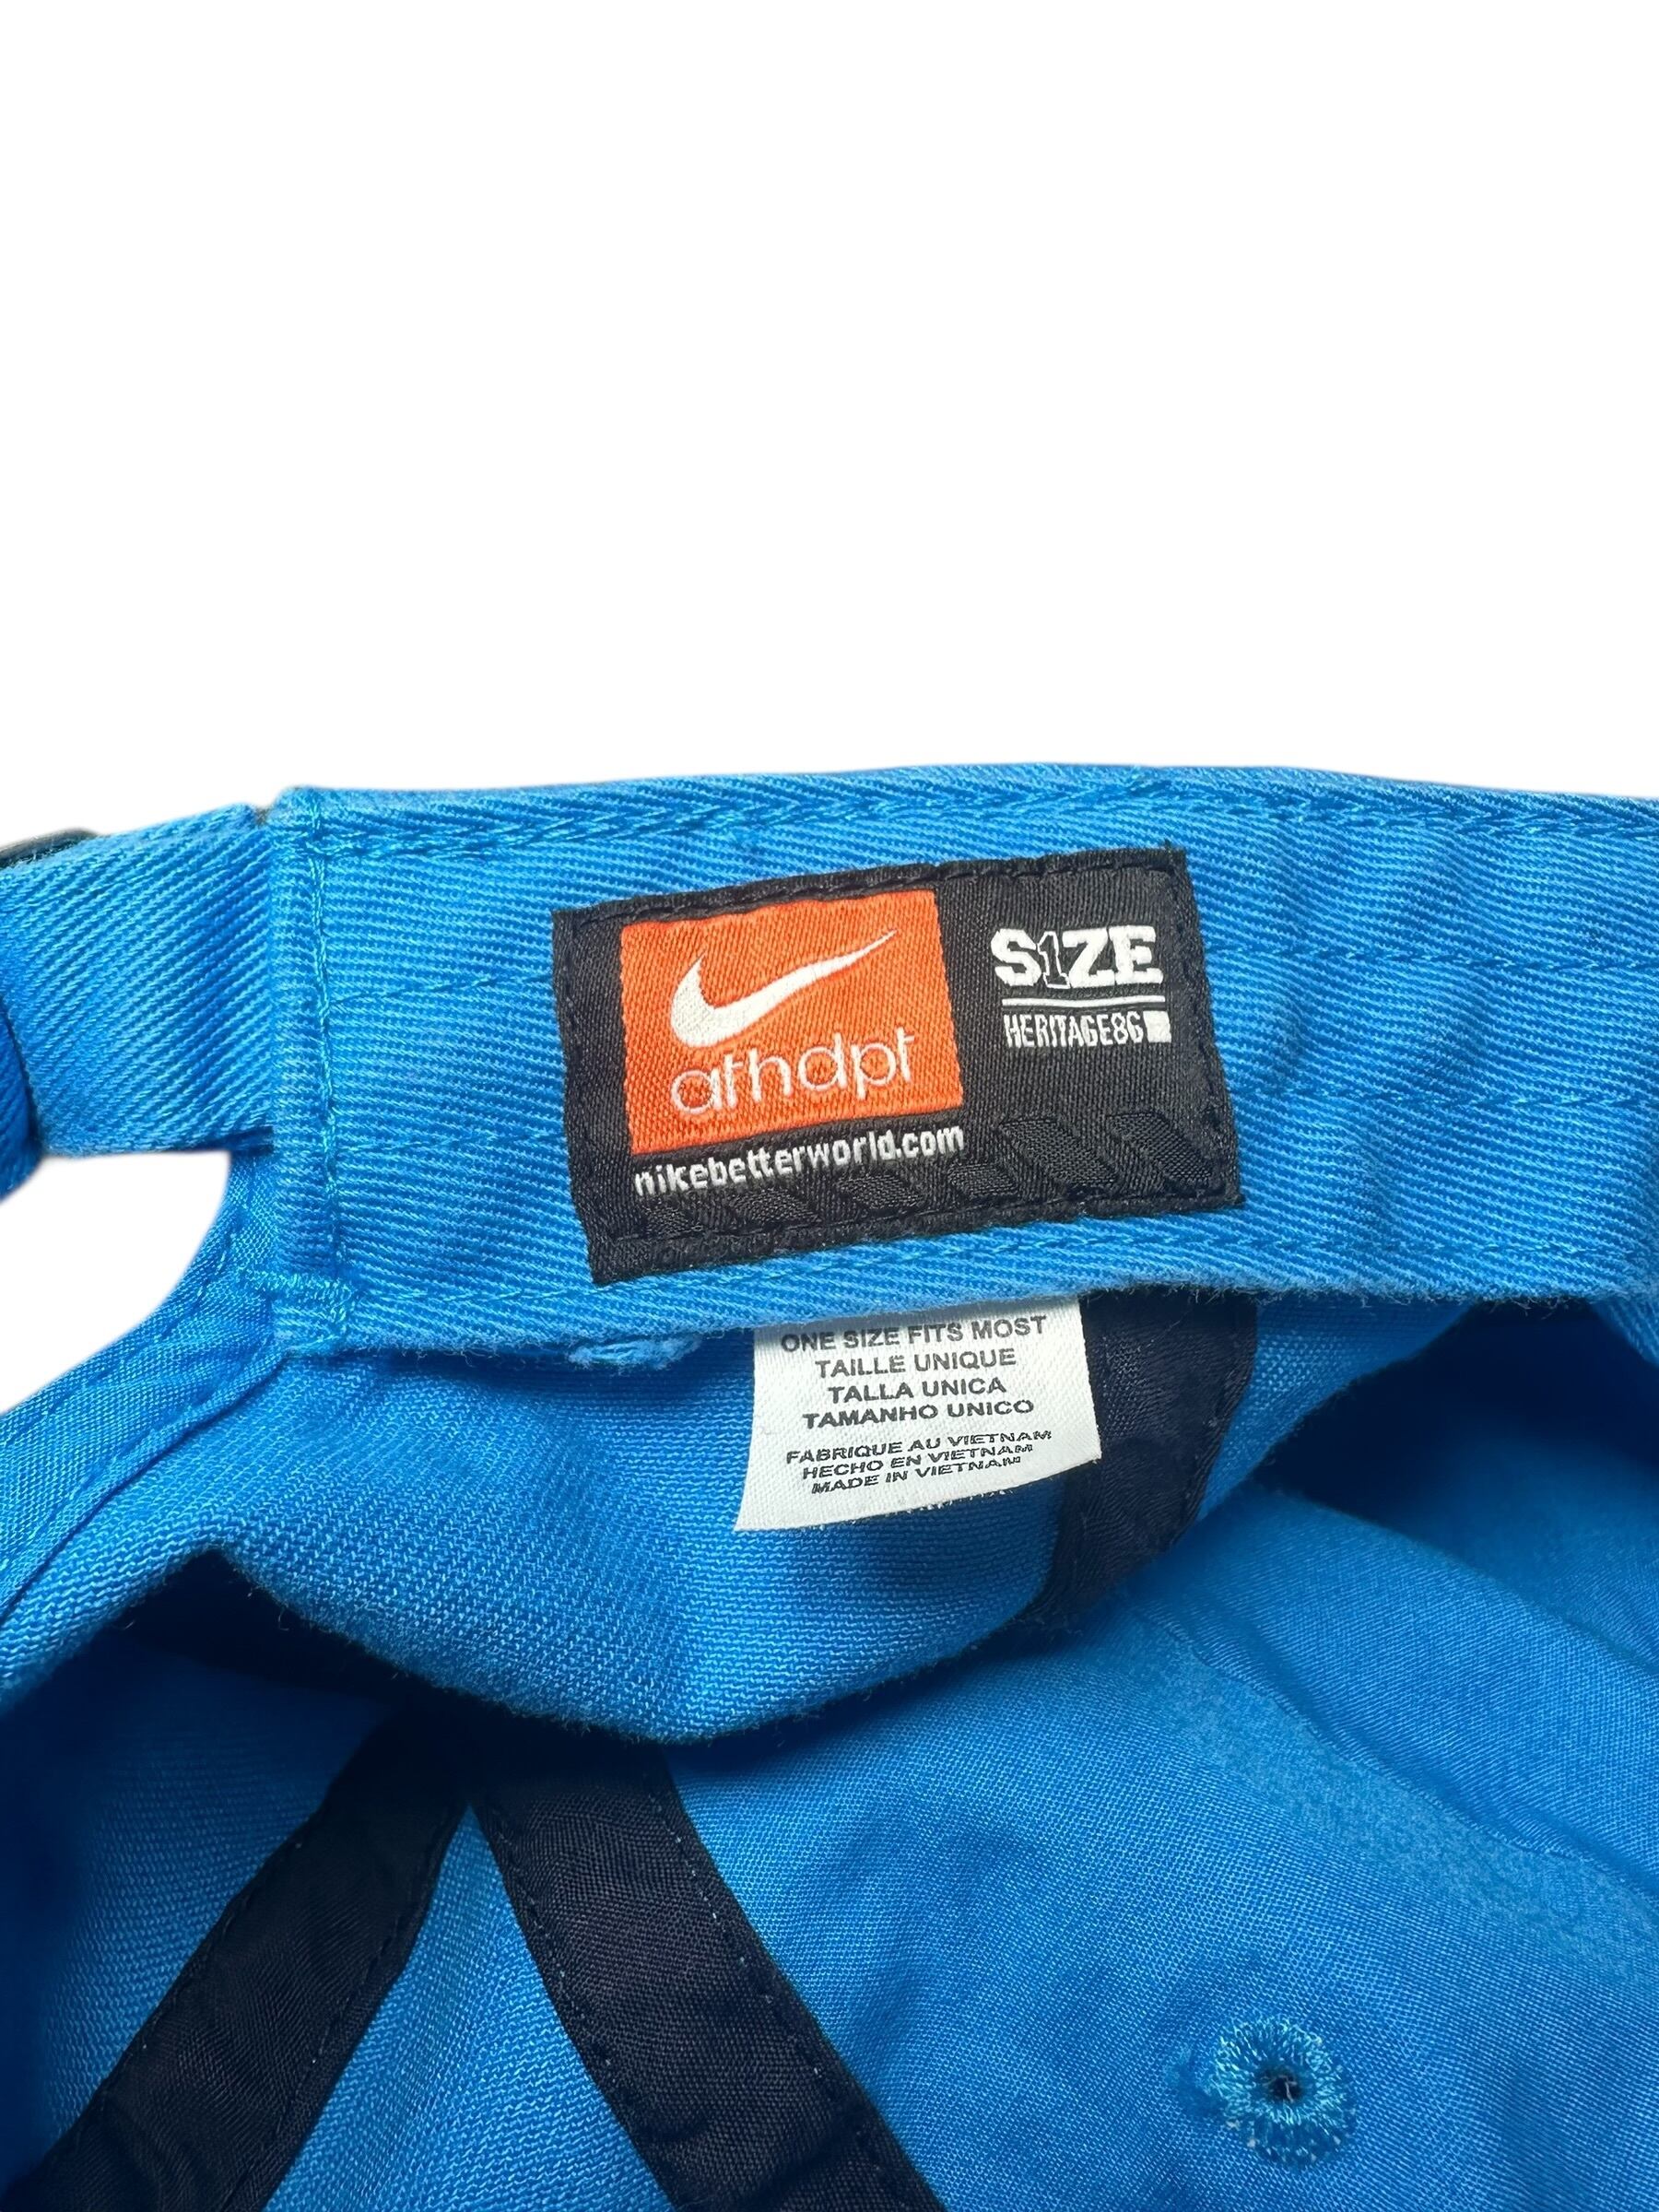 athdpt
nikebetterworld.com
S1ZE
HERITAGE86
ONE SIZE FITS MOST
TAILLE UNIQUE
TALLA UNICA
TAMANHO UNICO
FABRIQUE AU VIETNAM
HECHO EN VIETNAM
MADE IN VIETNAM